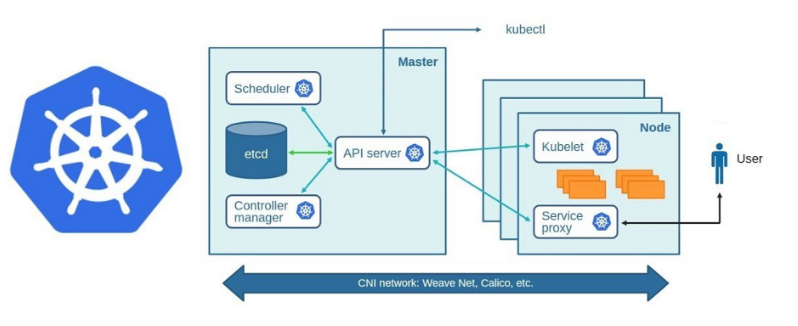 kubectl
Master
Scheduler
etcd
API server
Controller
manager
Node
Kubelet
Service
proxy
User
CNI network: Weave Net, Calico, etc.